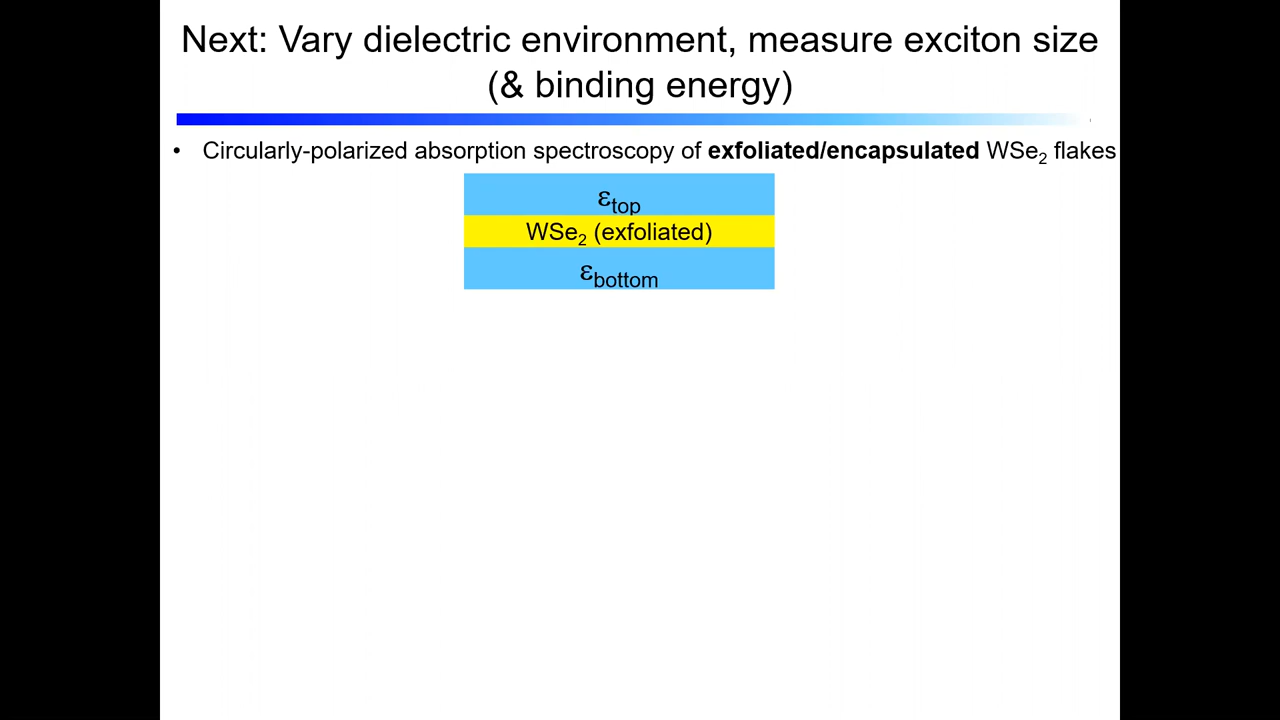 Next: Vary dielectric environment, measure exciton size
(& binding energy)
• Circularly-polarized absorption spectroscopy of exfoliated/encapsulated WSe₂ flakes
εtop
WSe₂ (exfoliated)
εbottom